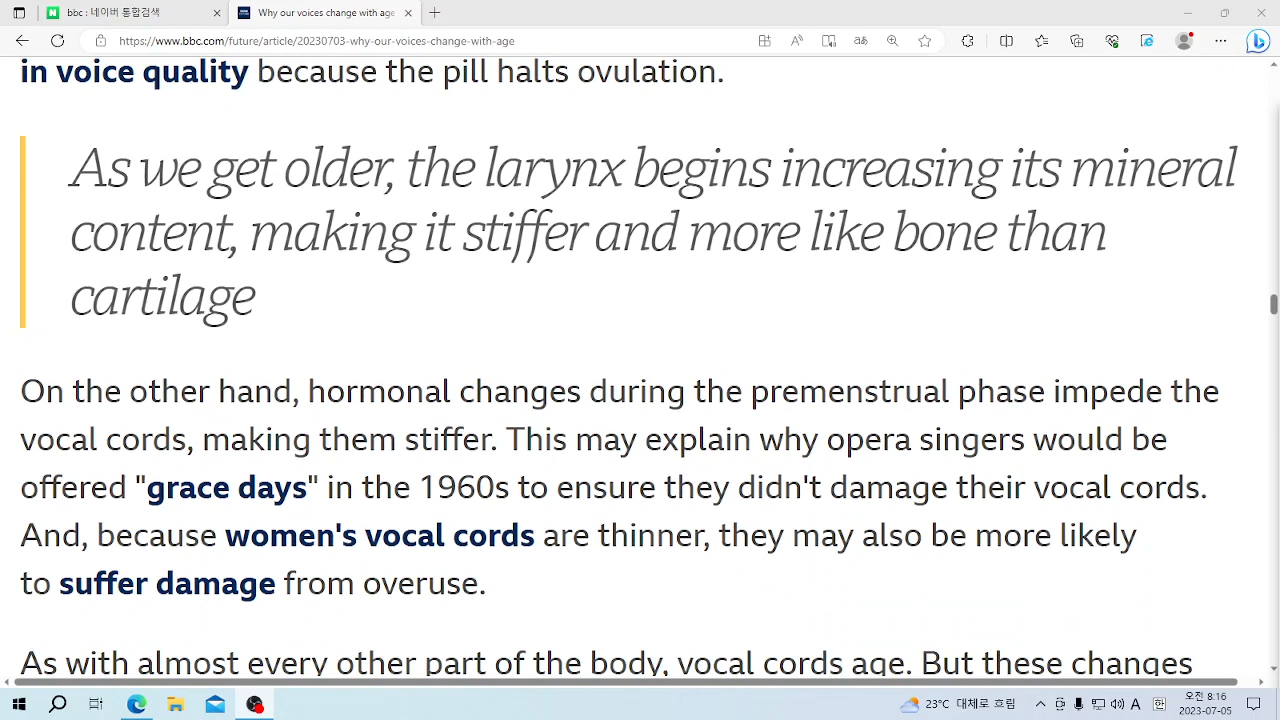 bbc : 네이버 통합검색
Why our voices change with age
https://www.bbc.com/future/article/20230703-why-our-voices-change-with-age
in voice quality because the pill halts ovulation.
As we get older, the larynx begins increasing its mineral
content, making it stiffer and more like bone than
cartilage
On the other hand, hormonal changes during the premenstrual phase impede the
vocal cords, making them stiffer. This may explain why opera singers would be
offered "grace days" in the 1960s to ensure they didn't damage their vocal cords.
And, because women's vocal cords are thinner, they may also be more likely
to suffer damage from overuse.
As with almost every other part of the body, vocal cords age. But these changes
23°C 대체로 흐림
A
오전 8:16
2023-07-05